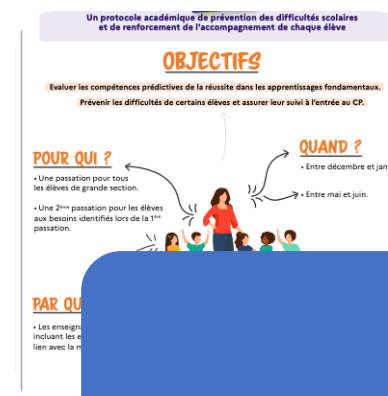 Un protocole académique de prévention des difficultés scolaires
et de renforcement de l'accompagnement de chaque élève
OBJECTIFS
Evaluer les compétences prédictives de la réussite dans les apprentissages fondamentaux.
Prévenir les difficultés de certains élèves et assurer leur suivi à l'entrée au CP.
POUR QUI ?
• Une passation pour tous
les élèves de grande section.
• Une 2ème passation pour les élèves
aux besoins identifiés lors de la 1ère
passation.
QUAND ?
• Entre décembre et
• Entre mai et juin.
PAR
• Les
incluant les
lien avec la